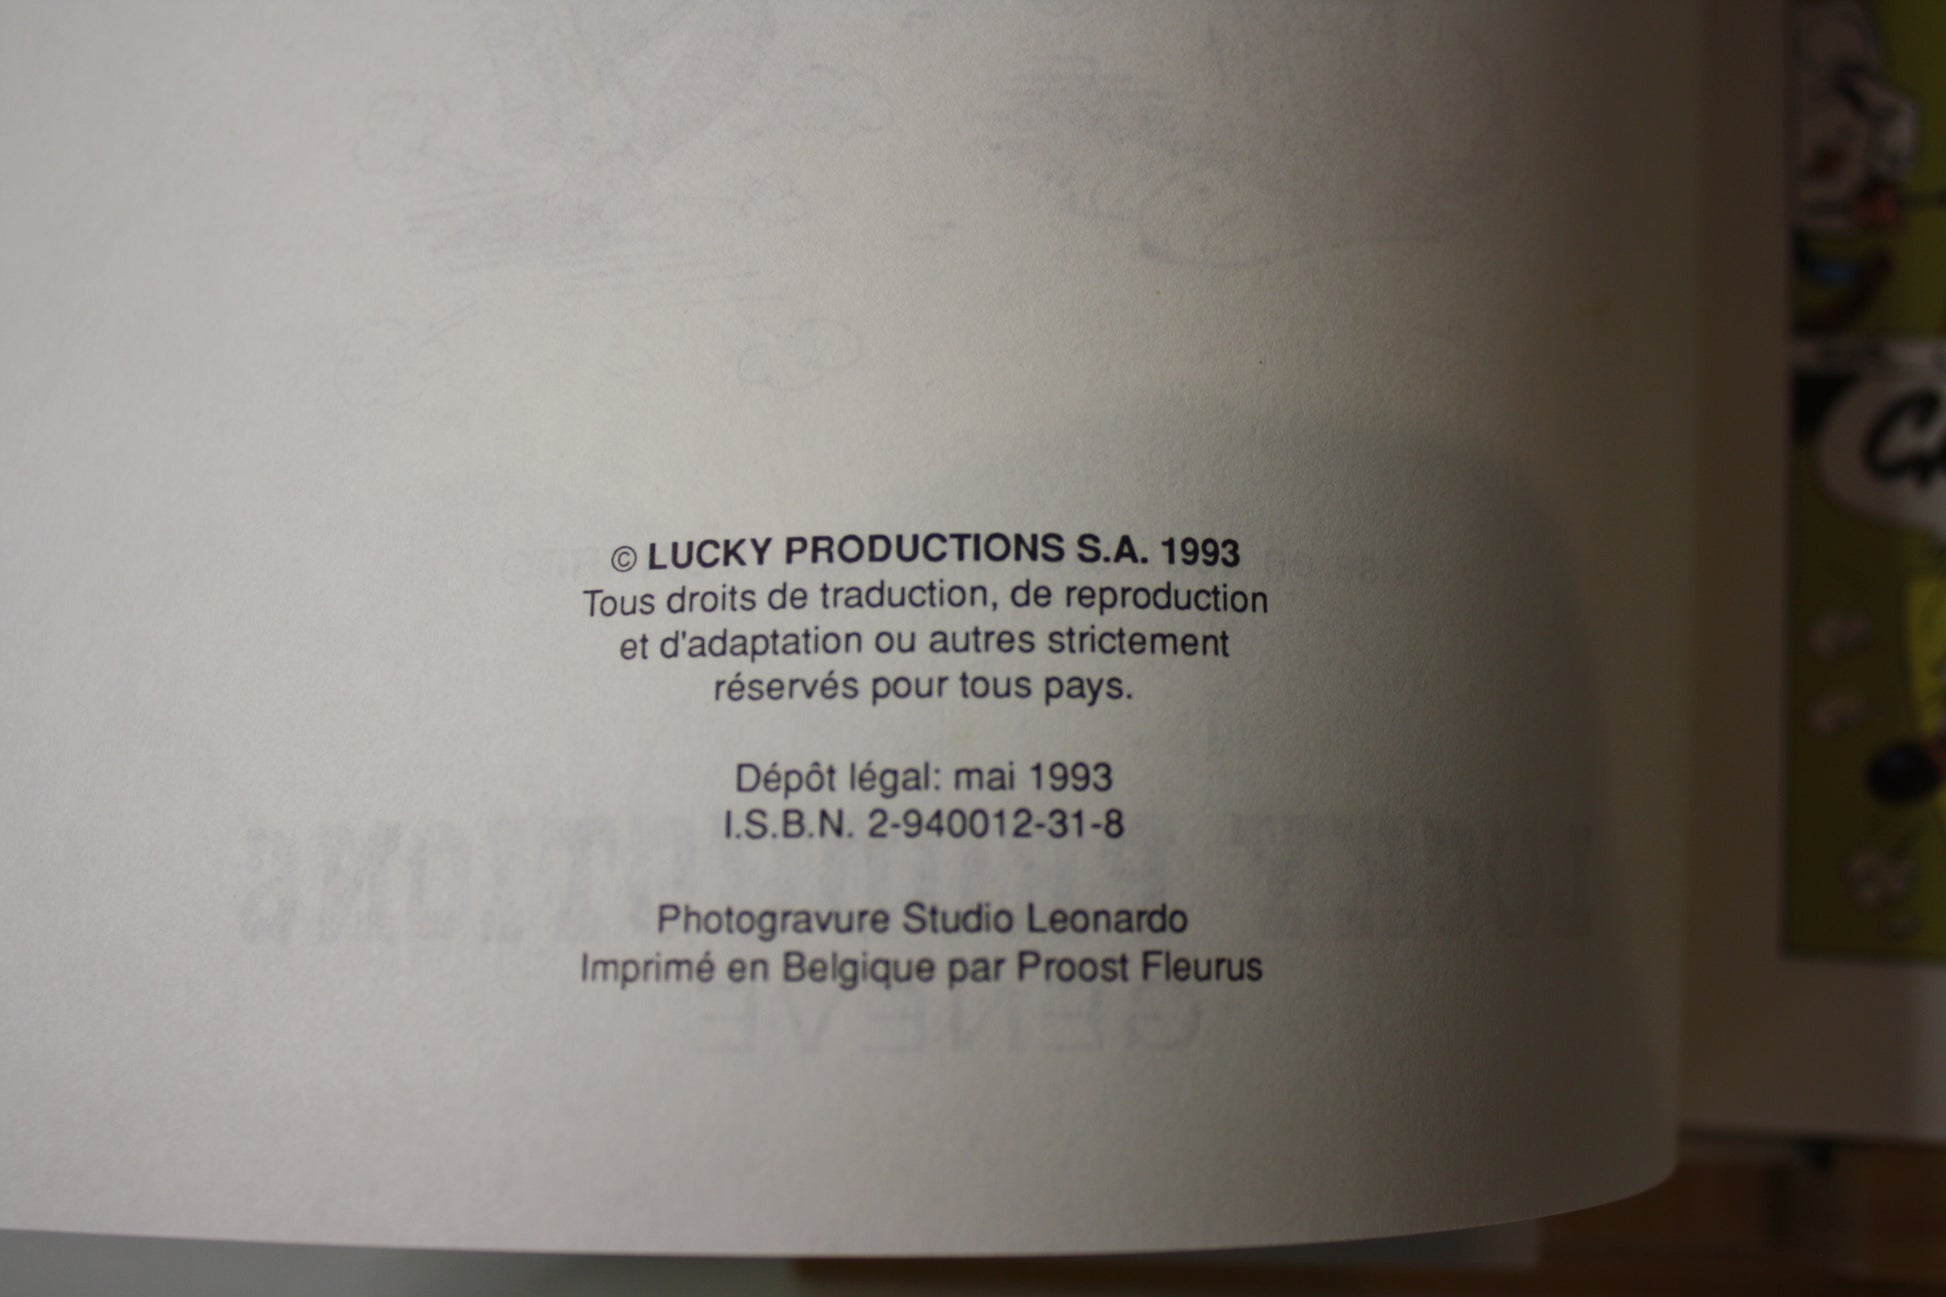 © LUCKY PRODUCTIONS S.A. 1993
Tous droits de traduction, de reproduction
et d'adaptation ou autres strictement
réservés pour tous pays.
Dépôt légal: mai 1993
I.S.B.N. 2-940012-31-8
Photogravure Studio Leonardo
Imprimé en Belgique par Proost Fleurus
GENÈVE